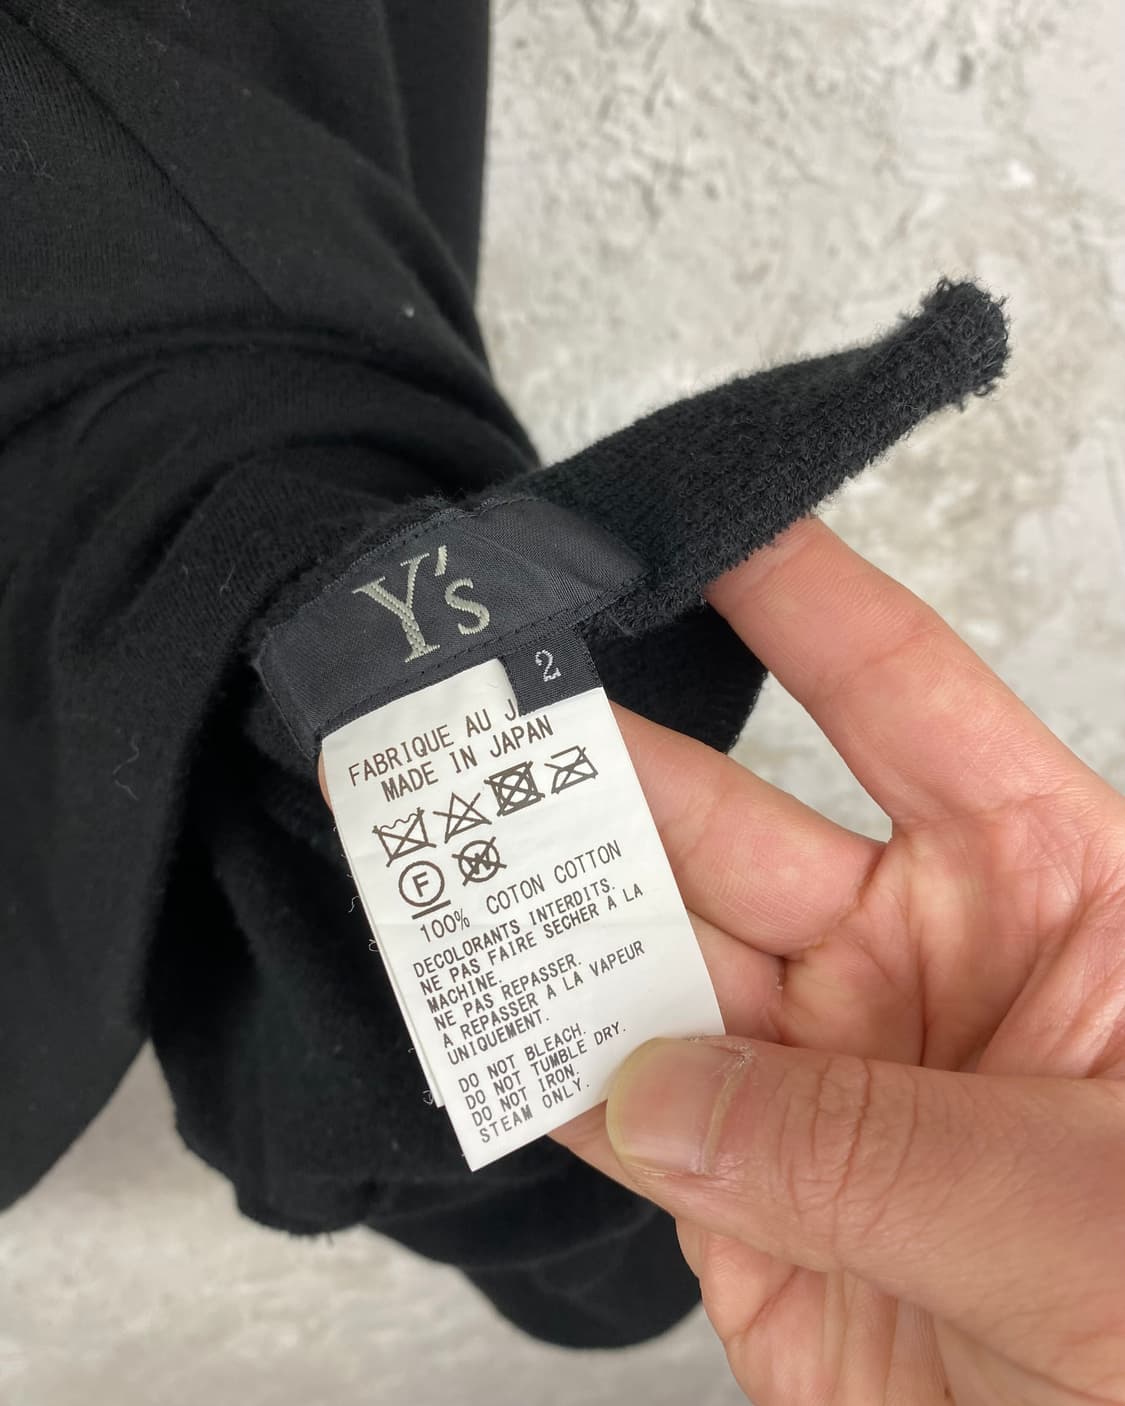 Y's
2
FABRIQUE AU
MADE IN JAPAN
F
W
100% COTON COTTON
DECOLORANTS INTERDITS.
NE PAS FAIRE SECHER A LA
MACHINE.
NE PAS REPASSER.
A REPASSER A LA VAPEUR
UNIQUEMENT.
DO NOT BLEACH.
DO NOT TUMBLE DRY.
DO NOT IRON.
STEAM ONLY.